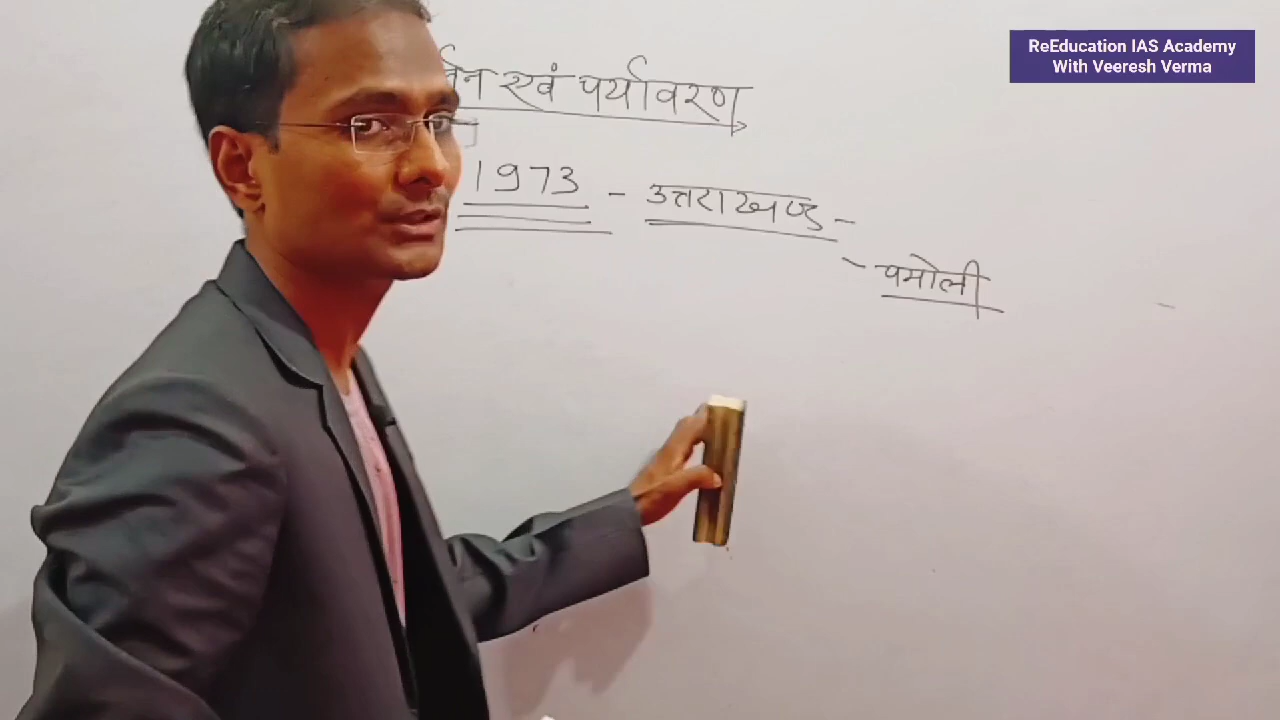 ReEducation IAS Academy
With Veeresh Verma
एवं पर्यावरण
1973 - उत्तराखण्ड -
- चमोली